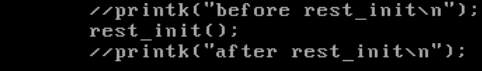 //printk("before rest_init\n");
rest_init();
//printk("after rest_init\n");